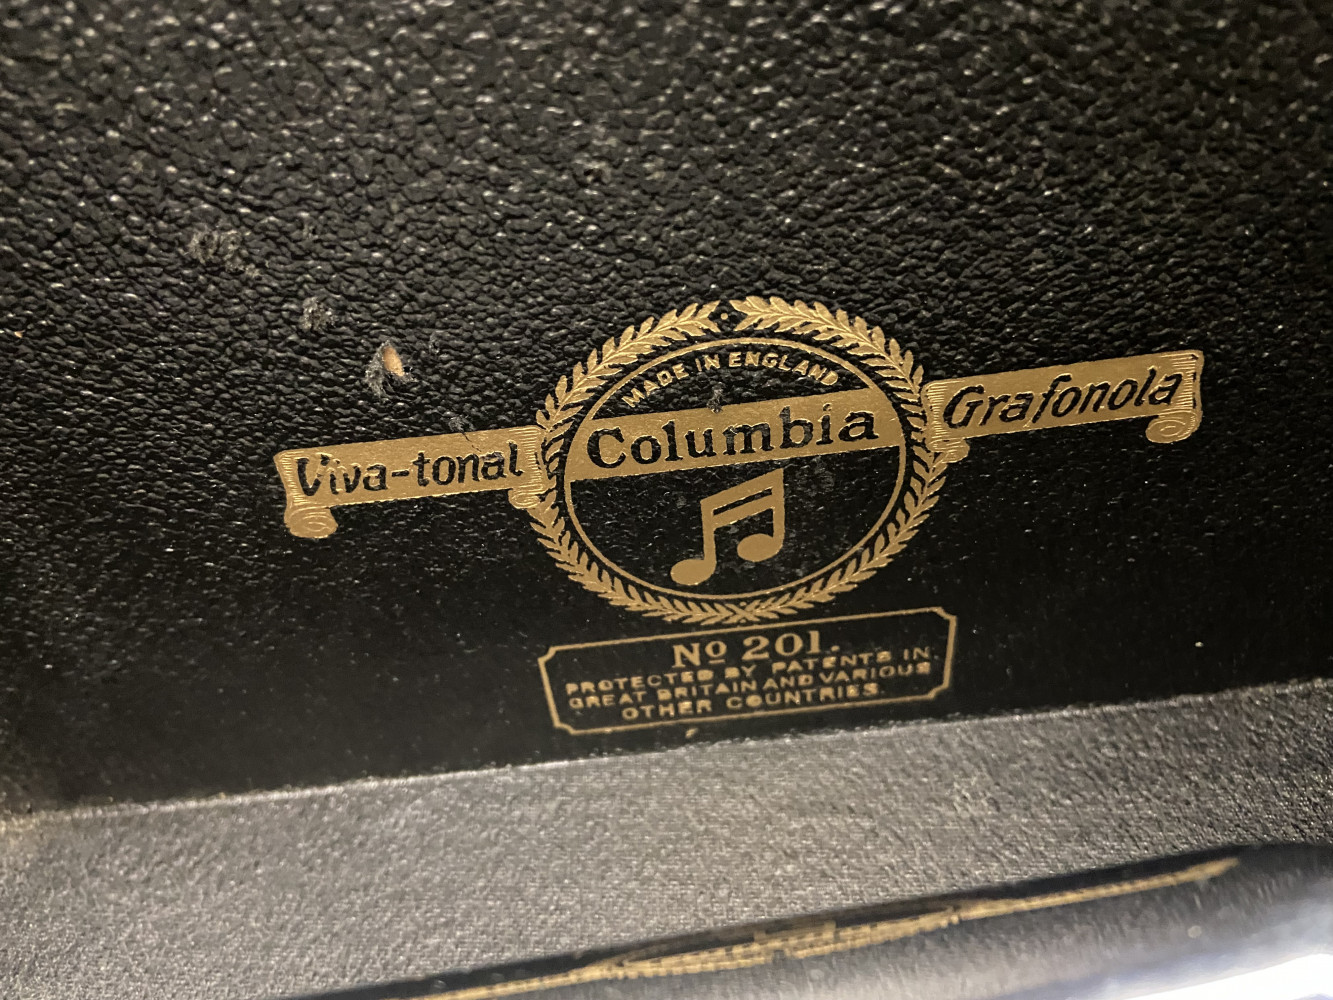 MADE IN ENGLAND
Viva-tonal Columbia Grafonola
No 201.
PROTECTED BY PATENTS IN
GREAT BRITAIN AND VARIOUS
OTHER COUNTRIES.